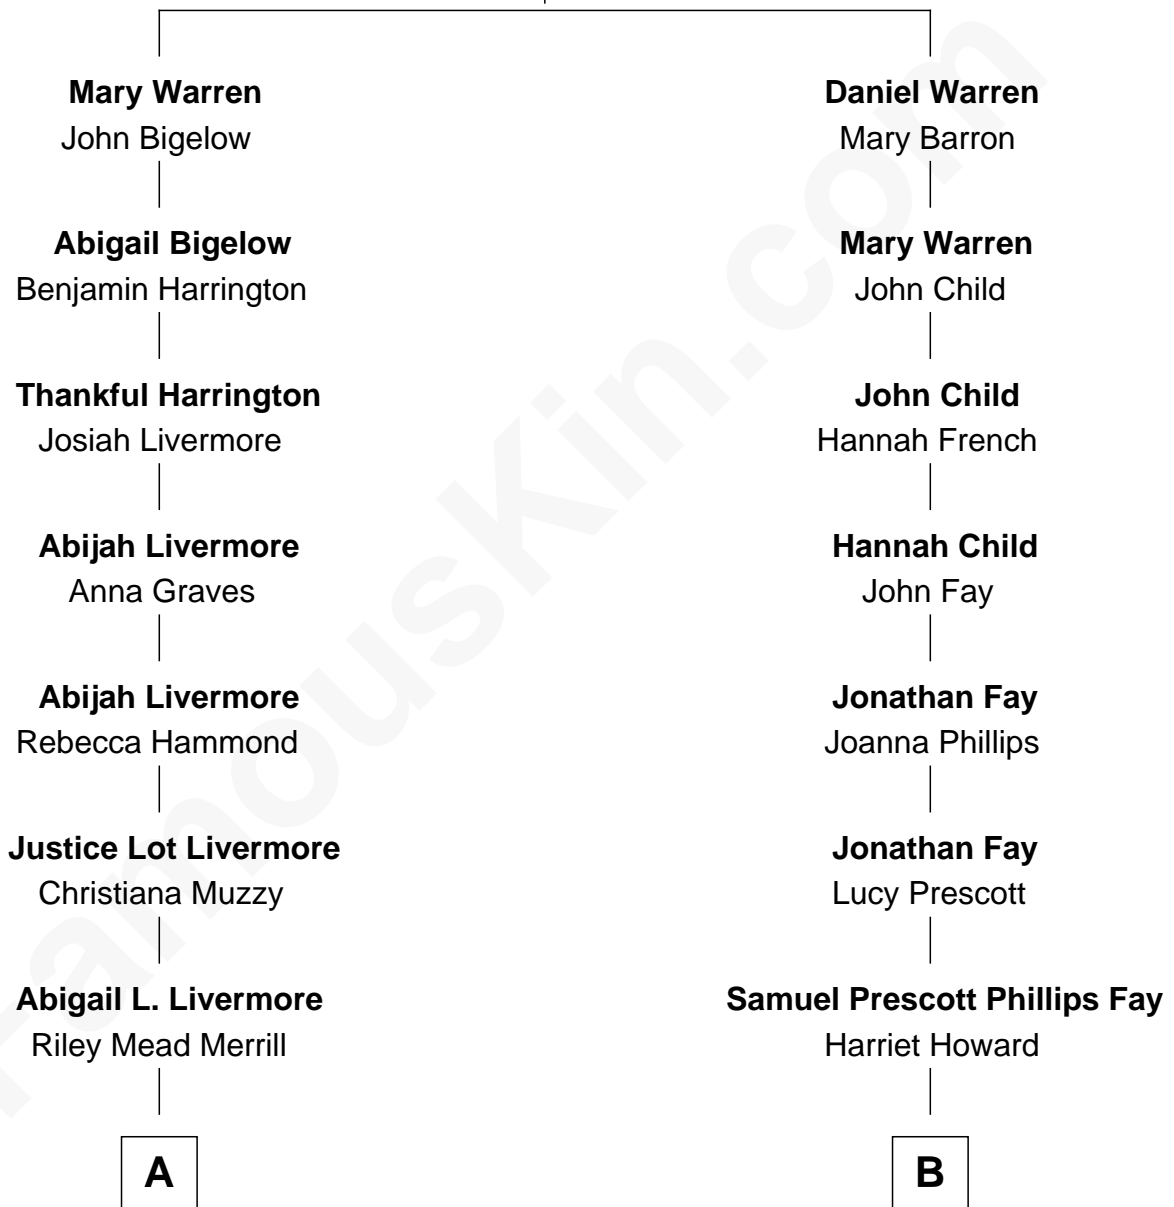 Mary Warren
John Bigelow
Daniel Warren
Mary Barron
Abigail Bigelow
Benjamin Harrington
Mary Warren
John Child
Thankful Harrington
Josiah Livermore
John Child
Hannah French
Abijah Livermore
Anna Graves
Hannah Child
John Fay
Abijah Livermore
Rebecca Hammond
Jonathan Fay
Joanna Phillips
Justice Lot Livermore
Christiana Muzzy
Jonathan Fay
Lucy Prescott
Abigail L. Livermore
Riley Mead Merrill
Samuel Prescott Phillips Fay
Harriet Howard
A
B
FamousKin.com